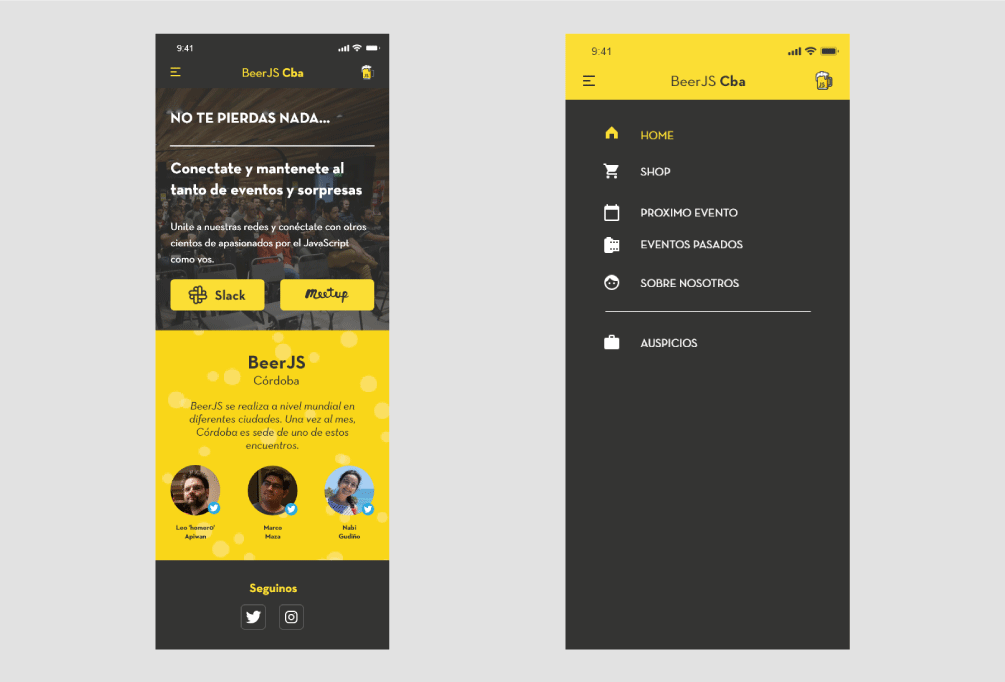 9:41
BeerJS Cba
NO TE PIERDAS NADA...
Conectate y mantenete al
tanto de eventos y sorpresas
Unite a nuestras redes y conéctate con otros
cientos de apasionados por el JavaScript
como vos.
Slack
meetup
BeerJS
Córdoba
BeerJS se realiza a nivel mundial en
diferentes ciudades. Una vez al mes,
Córdoba es sede de uno de estos
encuentros.
Leo 'homer0'
Apiwan
Marco
Maza
Nabi
Gudiño
Seguinos
9:41
BeerJS Cba
JS
HOME
SHOP
PROXIMO EVENTO
EVENTOS PASADOS
SOBRE NOSOTROS
AUSPICIOS